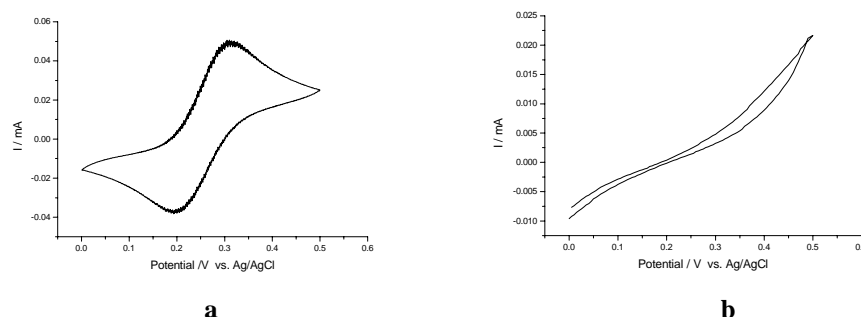 0.06
0.04
0.02
0.00
-0.02
-0.04
I / mA
0.0 0.1 0.2 0.3 0.4 0.5 0.6
Potential /V vs. Ag/AgCl
a
0.025
0.020
0.015
0.010
0.005
0.000
-0.005
-0.010
I / mA
0.0 0.1 0.2 0.3 0.4 0.5
Potential / V vs. Ag/AgCl
b